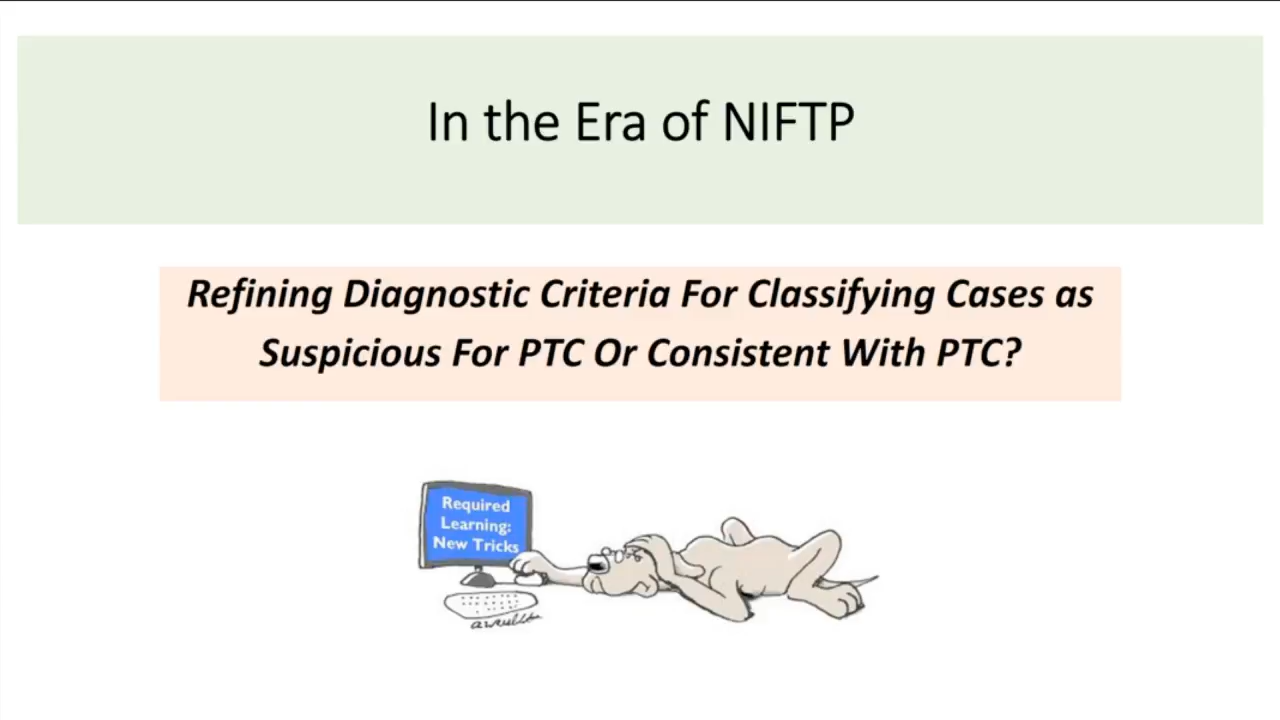 In the Era of NIFTP
Refining Diagnostic Criteria For Classifying Cases as
Suspicious For PTC Or Consistent With PTC?
Required
Learning:
New Tricks